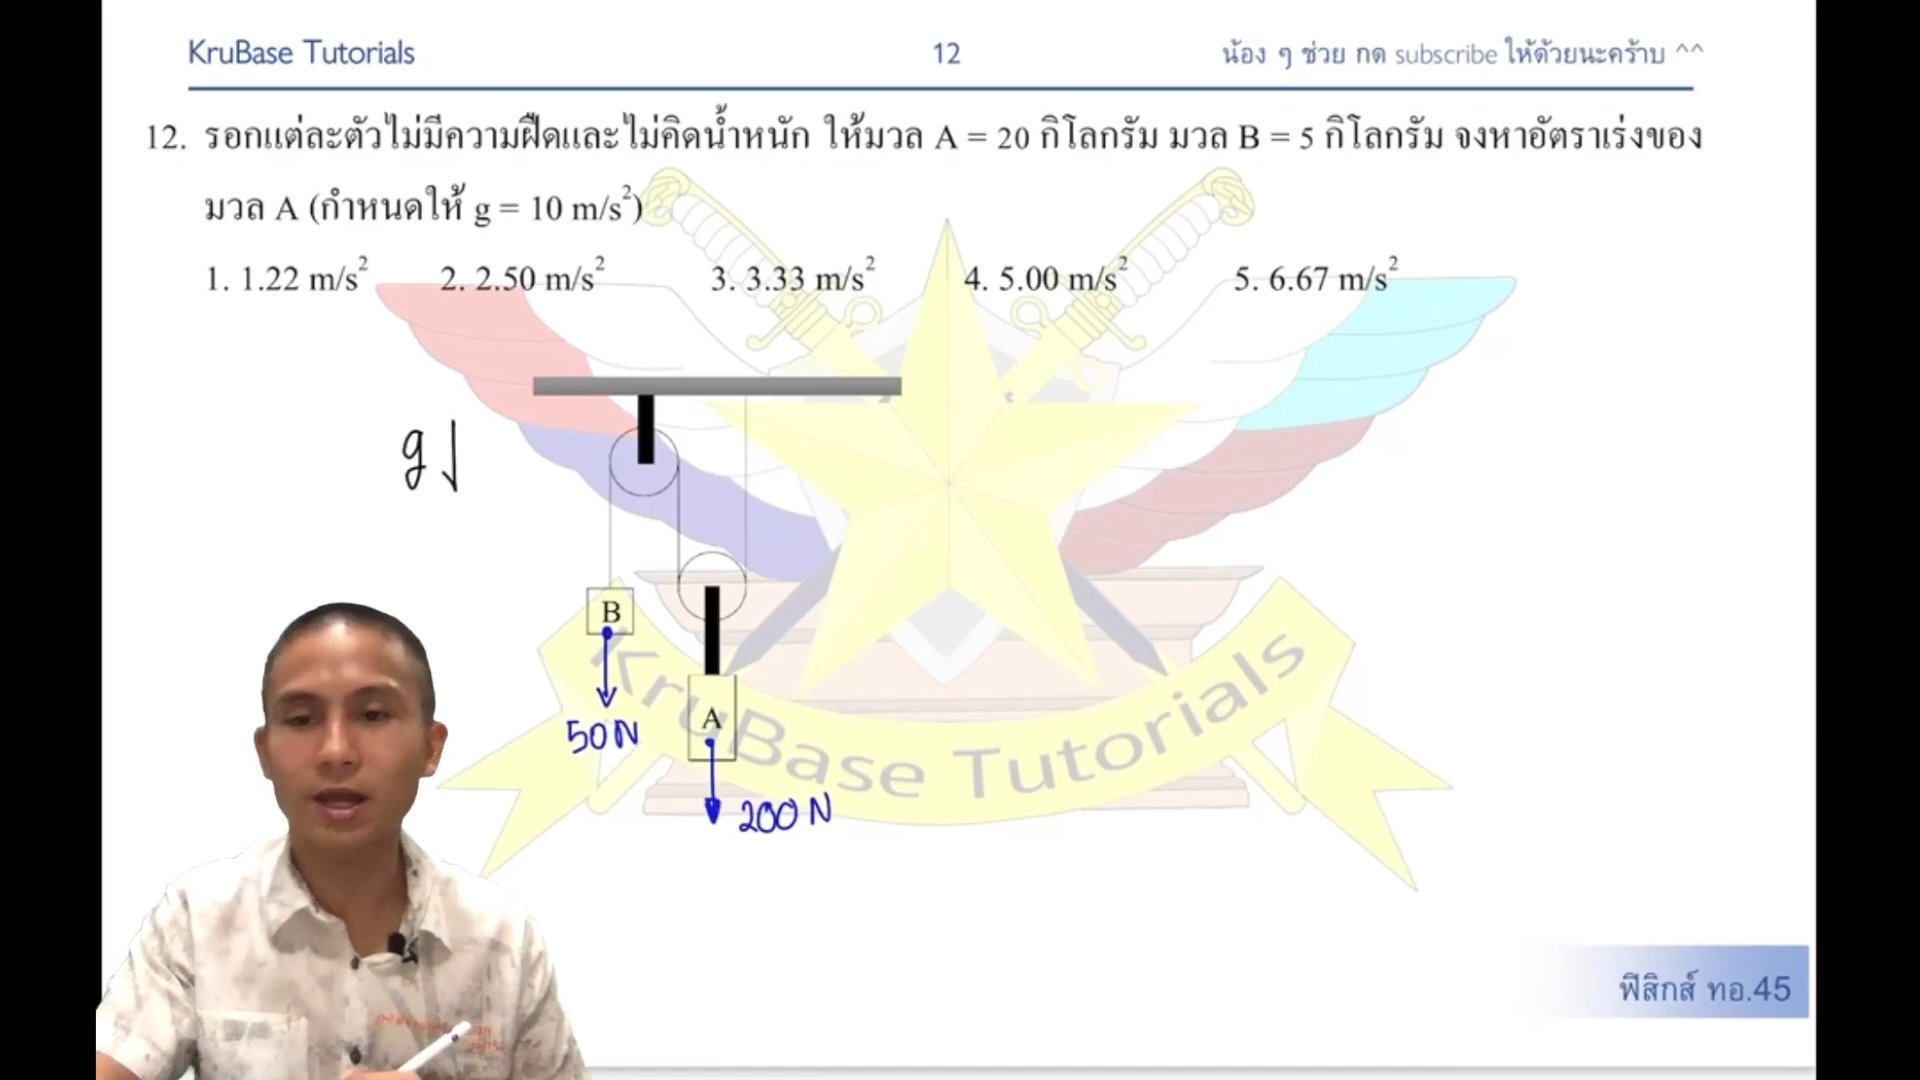 KruBase Tutorials
12
น้อง ๆ ช่วย กด subscribe ให้ด้วยนะคร้าบ ^^
12. รอกแต่ละตัวไม่มีความฝืดและไม่คิดน้ำหนัก ให้มวล A = 20 กิโลกรัม มวล B = 5 กิโลกรัม จงหาอัตราเร่งของ
มวล A (กำหนดให้ g = 10 m/s²)
1. 1.22 m/s² 2. 2.50 m/s² 3. 3.33 m/s² 4. 5.00 m/s² 5. 6.67 m/s²
g
B
50 N
A
200 N
KruBase Tutorials
ฟิสิกส์ ทอ.45